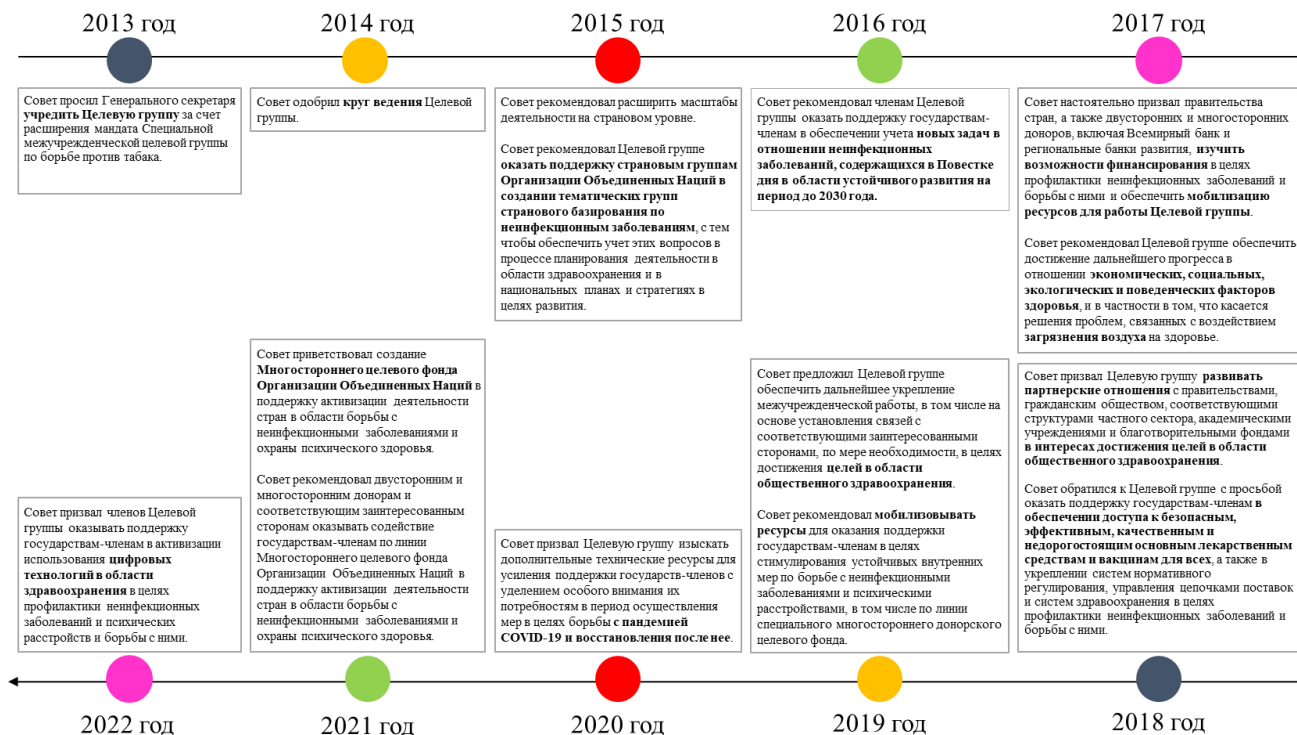 2013 год
2014 год
2015 год
2016 год
2017 год
Совет просил Генерального секретаря
учредить Целевую группу за счет
расширения мандата Специальной
межучрежденческой целевой группы
по борьбе против табака.
Совет одобрил круг ведения Целевой
группы.
Совет рекомендовал расширить масштабы
деятельности на страновом уровне.
Совет рекомендовал Целевой группе
оказать поддержку страновым группам
Организации Объединенных Наций в
создании тематических групп
странового базирования по
неинфекционным заболеваниям, с тем
чтобы обеспечить учет этих вопросов в
процессе планирования деятельности в
области здравоохранения и в
национальных планах и стратегиях в
целях развития.
Совет рекомендовал членам Целевой
группы оказать поддержку государствам-
членам в обеспечении учета новых задач в
отношении неинфекционных
заболеваний, содержащихся в Повестке
дня в области устойчивого развития на
период до 2030 года.
Совет настоятельно призвал правительства
стран, а также двусторонних и многосторонних
доноров, включая Всемирный банк и
региональные банки развития, изучить
возможности финансирования в целях
профилактики неинфекционных заболеваний и
борьбы с ними и обеспечить мобилизацию
ресурсов для работы Целевой группы.
Совет рекомендовал Целевой группе обеспечить
достижение дальнейшего прогресса в
отношении экономических, социальных,
экологических и поведенческих факторов
здоровья, и в частности в том, что касается
решения проблем, связанных с воздействием
загрязнения воздуха на здоровье.
Совет призвал членов Целевой
группы оказывать поддержку
государствам-членам в активизации
использования цифровых
технологий в области
здравоохранения в целях
профилактики неинфекционных
заболеваний и психических
расстройств и борьбы с ними.
Совет приветствовал создание
Многостороннего целевого фонда
Организации Объединенных Наций в
поддержку активизации деятельности
стран в области борьбы с
неинфекционными заболеваниями и
охраны психического здоровья.
Совет рекомендовал двусторонним и
многосторонним донорам и
соответствующим заинтересованным
сторонам оказывать содействие
государствам-членам по линии
Многостороннего целевого фонда
Организации Объединенных Наций в
поддержку активизации деятельности
стран в области борьбы с
неинфекционными заболеваниями и
охраны психического здоровья.
Совет призвал Целевую группу изыскать
дополнительные технические ресурсы для
усиления поддержки государств-членов с
уделением особого внимания их
потребностям в период осуществления
мер в целях борьбы с пандемией
COVID-19 и восстановления после нее.
Совет предложил Целевой группе
обеспечить дальнейшее укрепление
межучрежденческой работы, в том числе на
основе установления связей с
соответствующими заинтересованными
сторонами, по мере необходимости, в целях
достижения целей в области
общественного здравоохранения.
Совет рекомендовал мобилизовывать
ресурсы для оказания поддержки
государствам-членам в целях
стимулирования устойчивых внутренних
мер по борьбе с неинфекционными
заболеваниями и психическими
расстройствами, в том числе по линии
специального многостороннего донорского
целевого фонда.
Совет призвал Целевую группу развивать
партнерские отношения с правительствами,
гражданским обществом, соответствующими
структурами частного сектора, академическими
учреждениями и благотворительными фондами
в интересах достижения целей в области
общественного здравоохранения.
Совет обратился к Целевой группе с просьбой
оказать поддержку государствам-членам в
обеспечении доступа к безопасным,
эффективным, качественным и
недорогостоящим основным лекарственным
средствам и вакцинам для всех, а также в
укреплении систем нормативного
регулирования, управления цепочками поставок
и систем здравоохранения в целях
профилактики неинфекционных заболеваний и
борьбы с ними.
2022 год
2021 год
2020 год
2019 год
2018 год